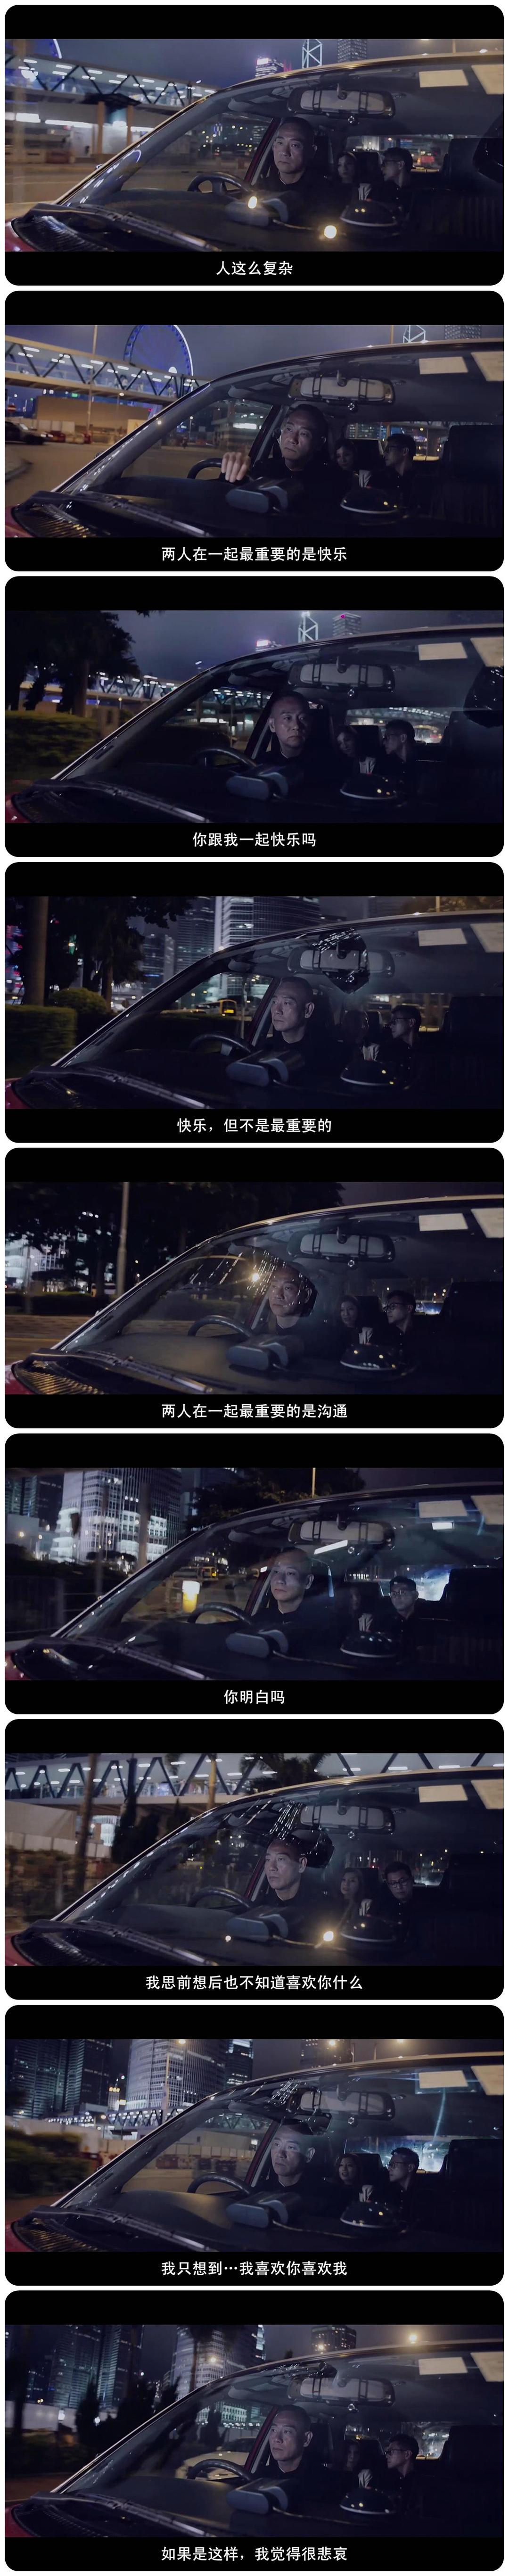 人这么复杂
两人在一起最重要的是快乐
你跟我一起快乐吗
快乐，但不是最重要的
两人在一起最重要的是沟通
你明白吗
我思前想后也不知道喜欢你什么
我只想到…我喜欢你喜欢我
如果是这样，我觉得很悲哀